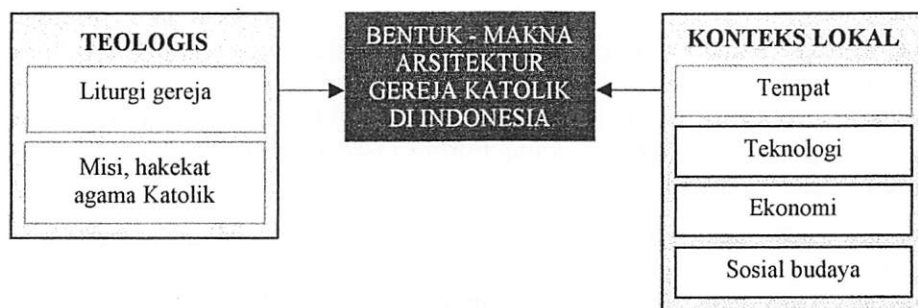 TEOLOGIS
Liturgi gereja
Misi, hakekat
agama Katolik
BENTUK - MAKNA
ARSITEKTUR
GEREJA KATOLIK
DI INDONESIA
KONTEKS LOKAL
Tempat
Teknologi
Ekonomi
Sosial budaya